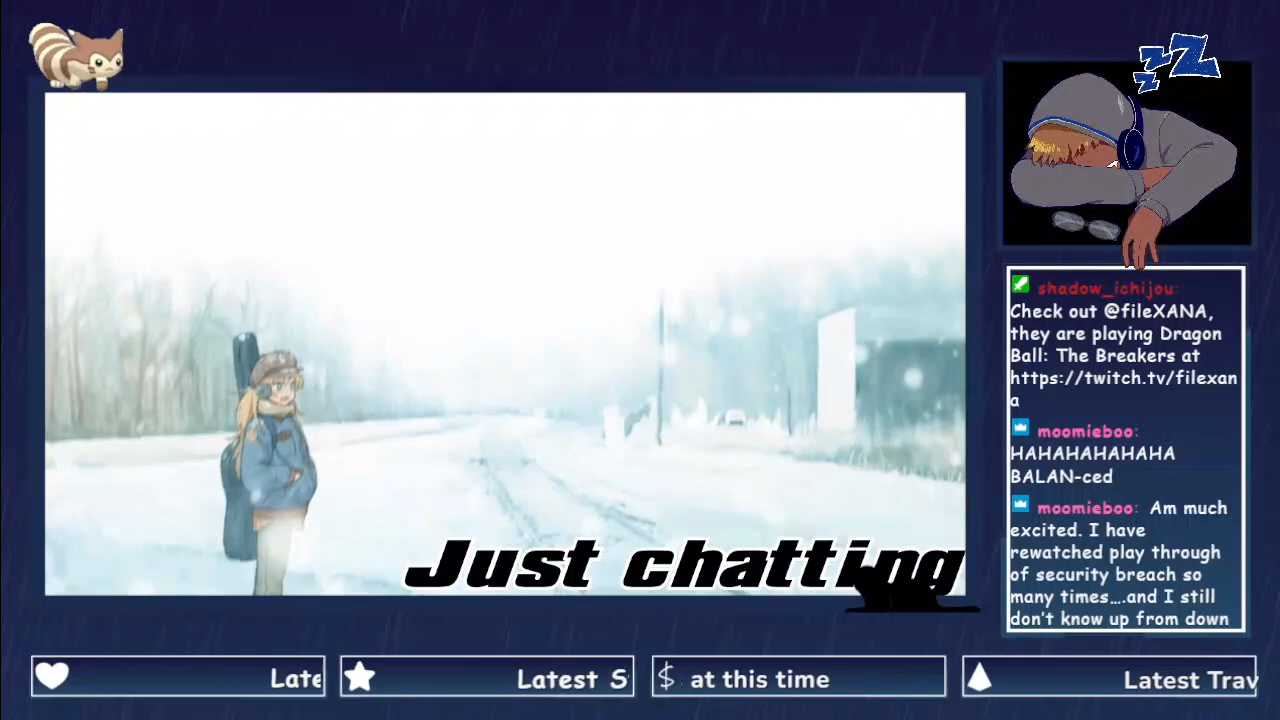 zzZ
shadow_ichijou:
Check out @fileXANA,
they are playing Dragon
Ball: The Breakers at
https://twitch.tv/filexan
a
moomieboo:
HAHAHAHAHAHA
BALAN-ced
moomieboo: Am much
excited. I have
rewatched play through
of security breach so
many times....and I still
don't know up from down
Just chatting
Late
Latest S
$ at this time
Latest Trav